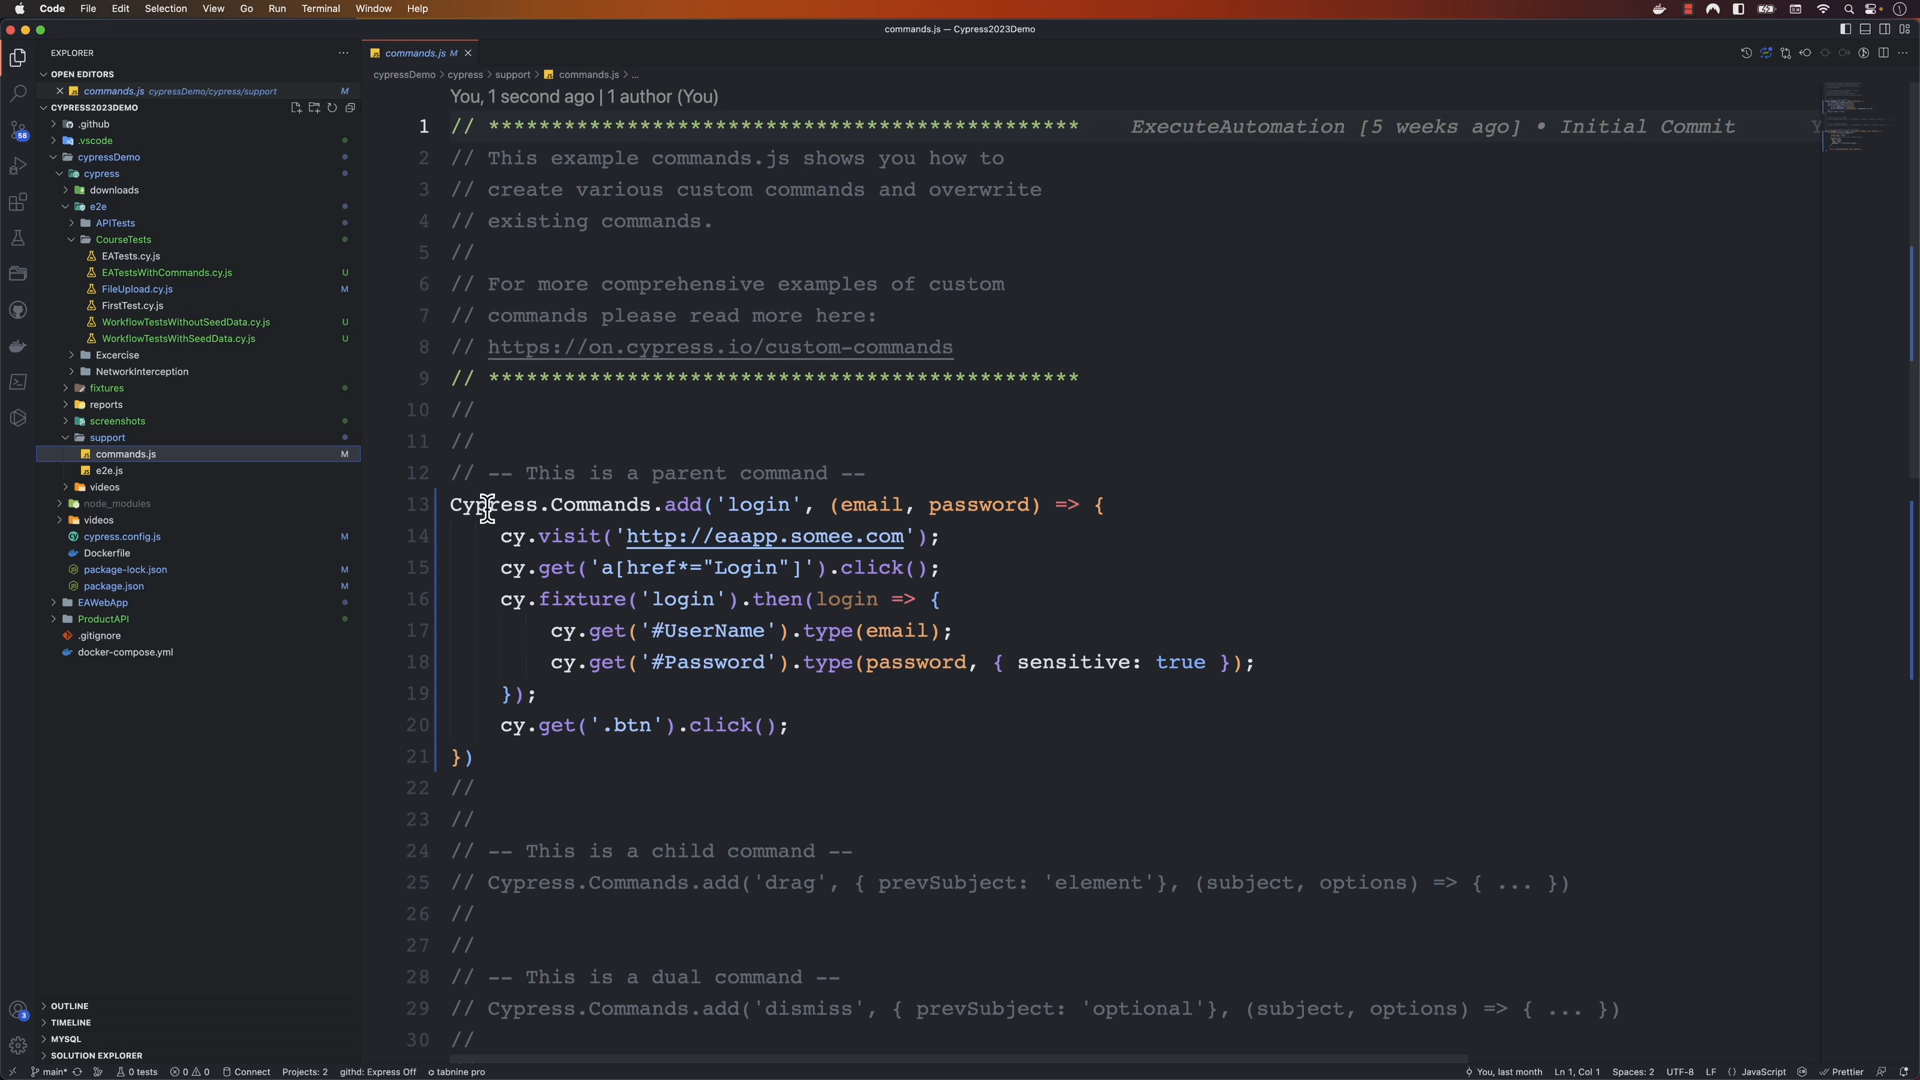 Code File Edit Selection View Go Run Terminal Window Help
commands.js — Cypress2023Demo
EXPLORER
OPEN EDITORS
commands.js cypressDemo/cypress/support M
CYPRESS2023DEMO
.github
.vscode
cypressDemo
cypress
downloads
e2e
APITests
CourseTests
EATests.cy.js
EATestsWithCommands.cy.js U
FileUpload.cy.js M
FirstTest.cy.js
WorkflowTestsWithoutSeedData.cy.js U
WorkflowTestsWithSeedData.cy.js U
Excercise
NetworkInterception
fixtures
reports
screenshots
support
commands.js M
e2e.js
videos
node_modules
videos
cypress.config.js M
Dockerfile
package-lock.json M
package.json M
EAWebApp
ProductAPI
.gitignore
docker-compose.yml
OUTLINE
TIMELINE
MYSQL
SOLUTION EXPLORER
58
3
commands.js M
cypressDemo > cypress > support > commands.js > ...
You, 1 second ago | 1 author (You)
1 // *********************************************** ExecuteAutomation [5 weeks ago] • Initial Commit Y
2 // This example commands.js shows you how to
3 // create various custom commands and overwrite
4 // existing commands.
5 //
6 // For more comprehensive examples of custom
7 // commands please read more here:
8 // https://on.cypress.io/custom-commands
9 // ***********************************************
10 //
11 //
12 // -- This is a parent command --
13 Cypress.Commands.add('login', (email, password) => {
14 cy.visit('http://eaapp.somee.com');
15 cy.get('a[href*="Login"]').click();
16 cy.fixture('login').then(login => {
17 cy.get('#UserName').type(email);
18 cy.get('#Password').type(password, { sensitive: true });
19 });
20 cy.get('.btn').click();
21 })
22 //
23 //
24 // -- This is a child command --
25 // Cypress.Commands.add('drag', { prevSubject: 'element'}, (subject, options) => { ... })
26 //
27 //
28 // -- This is a dual command --
29 // Cypress.Commands.add('dismiss', { prevSubject: 'optional'}, (subject, options) => { ... })
30 //
main* 0 tests 0 0 Connect Projects: 2 githd: Express Off tabnine pro You, last month Ln 1, Col 1 Spaces: 2 UTF-8 LF {} JavaScript Prettier